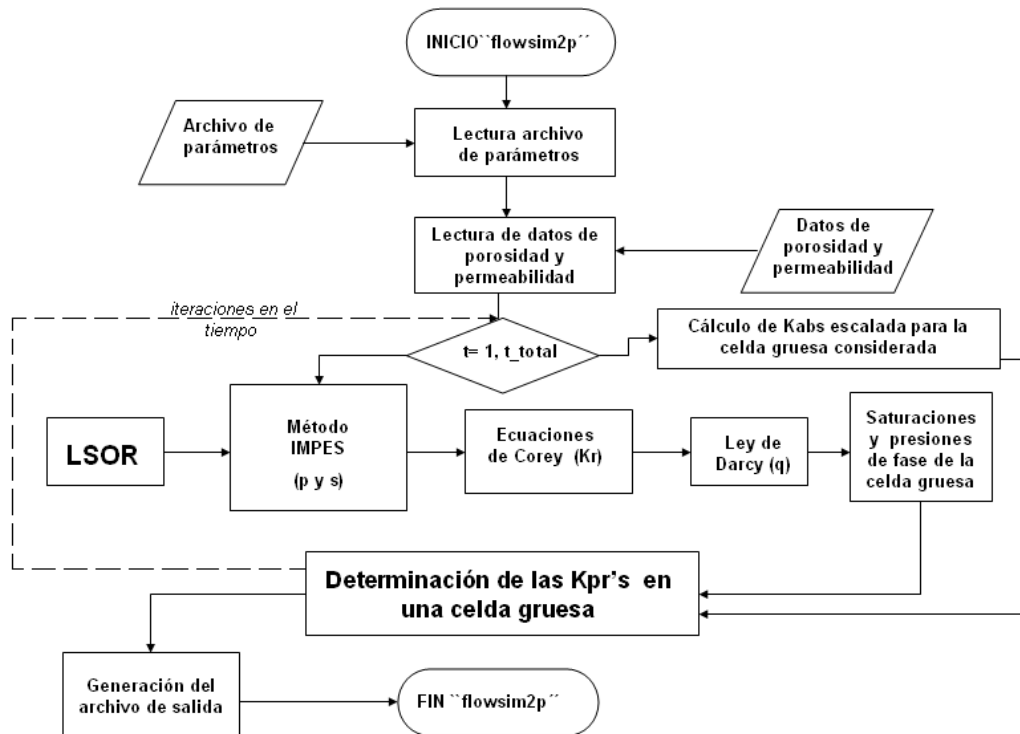 INICIO``flowsim2p´´
Archivo de
parámetros
Lectura archivo
de parámetros
Lectura de datos de
porosidad y
permeabilidad
Datos de
porosidad y
permeabilidad
iteraciones en el
tiempo
t= 1, t_total
Cálculo de Kabs escalada para la
celda gruesa considerada
LSOR
Método
IMPES
(p y s)
Ecuaciones
de Corey (Kr)
Ley de
Darcy (q)
Saturaciones
y presiones
de fase de la
celda gruesa
Determinación de las Kpr's en
una celda gruesa
Generación del
archivo de salida
FIN ``flowsim2p´´